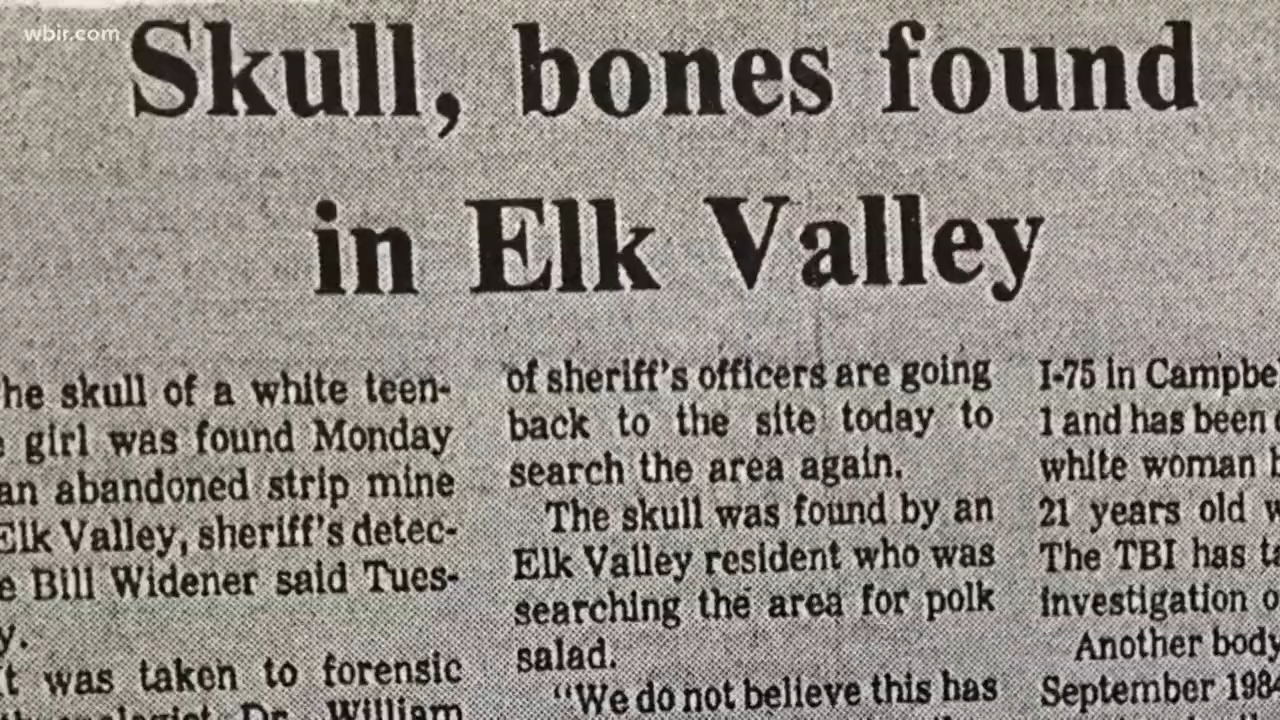 wbir.com
Skull, bones found
in Elk Valley
he skull of a white teen-
girl was found Monday
an abandoned strip mine
Elk Valley, sheriff's detec-
e Bill Widener said Tues-
y.
t was taken to forensic
Dr. William
of sheriff's officers are going
back to the site today to
search the area again.
The skull was found by an
Elk Valley resident who was
searching the area for polk
salad.
"We do not believe this has
I-75 in Campbe
1 and has been
white woman h
21 years old w
The TBI has ta
investigation o
Another body
September 1984